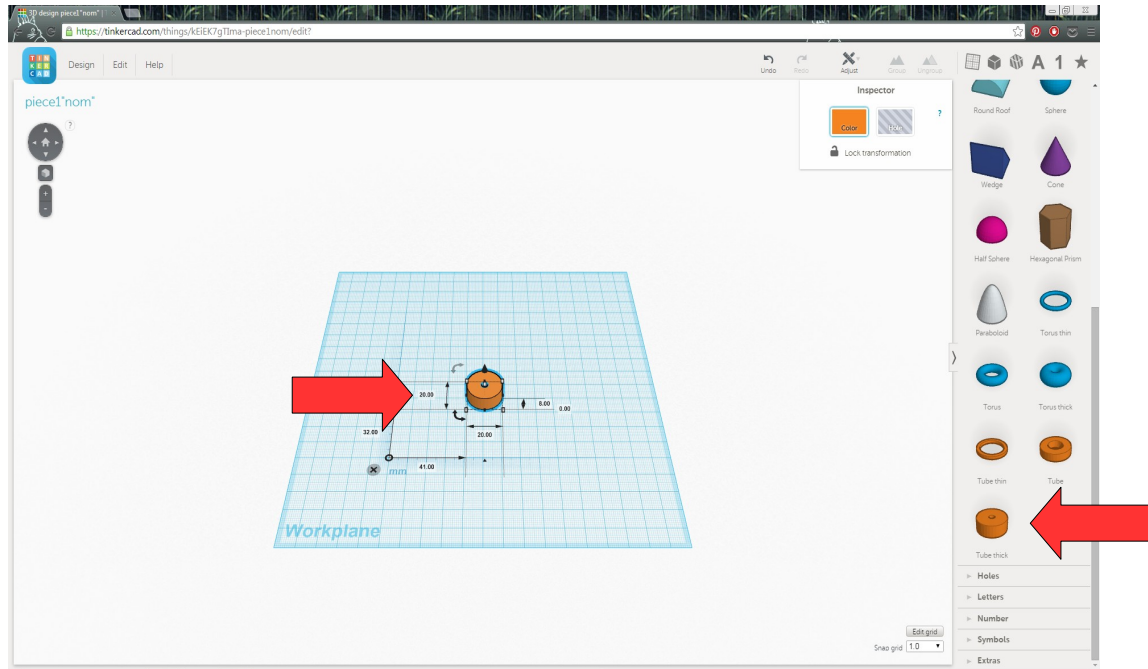 3D design piece1"nom" |
https://tinkercad.com/things/kEiEK7gTIma-piece1nom/edit?
TIN
KER
CAD
Design Edit Help
Undo Redo Adjust Group Ungroup
A 1
piece1"nom"
?
+
-
Inspector
Color Hole ?
Lock transformation
Round Roof Sphere
Wedge Cone
Half Sphere Hexagonal Prism
Paraboloid Torus thin
Torus Torus thick
Tube thin Tube
Tube thick
Holes
Letters
Number
Symbols
Extras
20.00
8.00
0.00
32.00
20.00
41.00
mm
Workplane
Edit grid
Snap grid 1.0